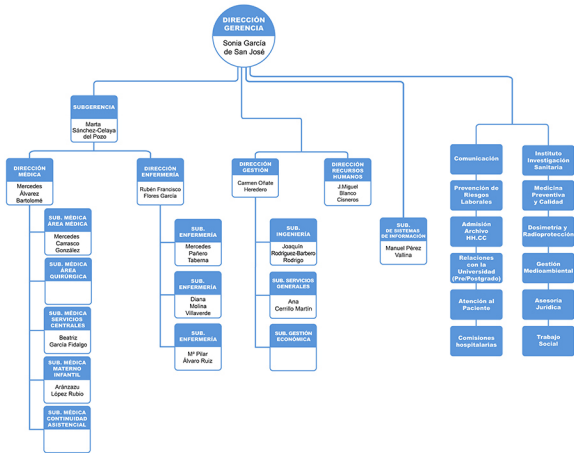 DIRECCIÓN
GERENCIA
Sonia García
de San José
SUBGERENCIA
Marta
Sánchez-Celaya
del Pozo
DIRECCIÓN
MÉDICA
Mercedes
Álvarez
Bartolomé
SUB. MÉDICA
ÁREA MÉDICA
Mercedes
Carrasco
González
SUB. MÉDICA
ÁREA
QUIRÚRGICA
SUB. MÉDICA
SERVICIOS
CENTRALES
Beatriz
García Fidalgo
SUB. MÉDICA
MATERNO
INFANTIL
Aránzazu
López Rubio
SUB. MÉDICA
CONTINUIDAD
ASISTENCIAL
DIRECCIÓN
ENFERMERÍA
Rubén Francisco
Flores García
SUB.
ENFERMERÍA
Mercedes
Pañero
Taberna
SUB.
ENFERMERÍA
Diana
Molina
Villaverde
SUB.
ENFERMERÍA
Mª Pilar
Álvaro Ruiz
DIRECCIÓN
GESTIÓN
Carmen Oñate
Heredero
SUB.
INGENIERÍA
Joaquín
Rodríguez-Barbero
Rodrigo
SUB. SERVICIOS
GENERALES
Ana
Cerrillo Martín
SUB. GESTIÓN
ECONÓMICA
DIRECCIÓN
RECURSOS
HUMANOS
J.Miguel
Blanco
Cisneros
SUB.
DE SISTEMAS
DE INFORMACIÓN
Manuel Pérez
Vallina
Comunicación
Prevención de
Riesgos
Laborales
Admisión
Archivo
HH.CC
Relaciones con la
Universidad
(Pre/Postgrado)
Atención al
Paciente
Comisiones
hospitalarias
Instituto
Investigación
Sanitaria
Medicina
Preventiva
y Calidad
Dosimetría y
Radioprotección
Gestión
Medioambiental
Asesoría
Jurídica
Trabajo
Social